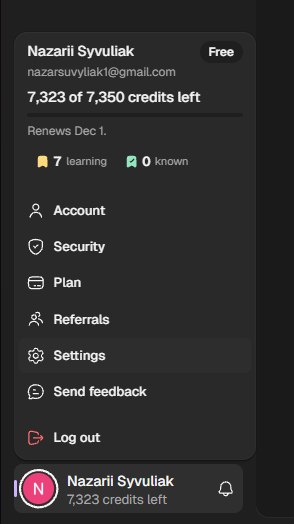 Nazarii Syvuliak
Free
nazarsuvyliak1@gmail.com
7,323 of 7,350 credits left
Renews Dec 1.
7 learning
0 known
Account
Security
Plan
Referrals
Settings
Send feedback
Log out
N
Nazarii Syvuliak
7,323 credits left